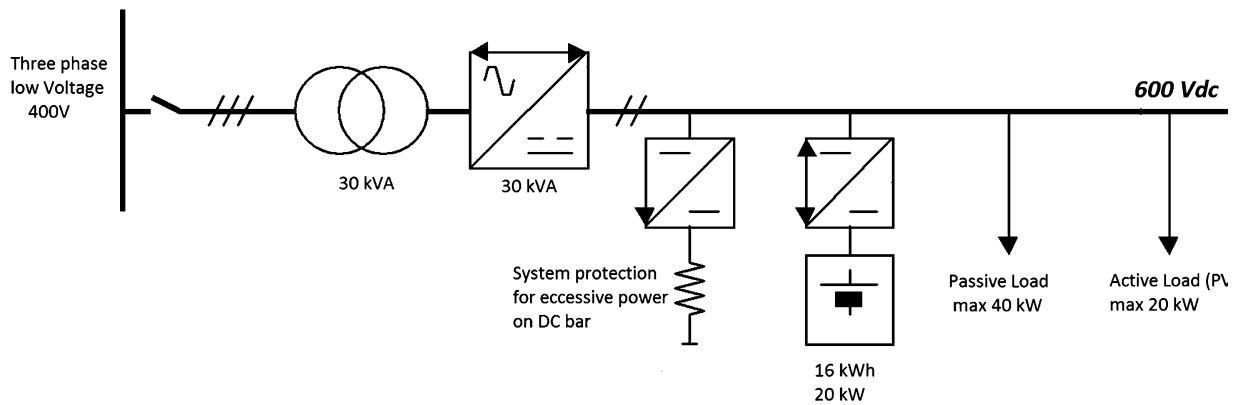 Three phase
low Voltage
400V
600 Vdc
30 kVA
30 kVA
System protection
for eccessive power
on DC bar
Passive Load
max 40 kW
Active Load (PV
max 20 kW
16 kWh
20 kW